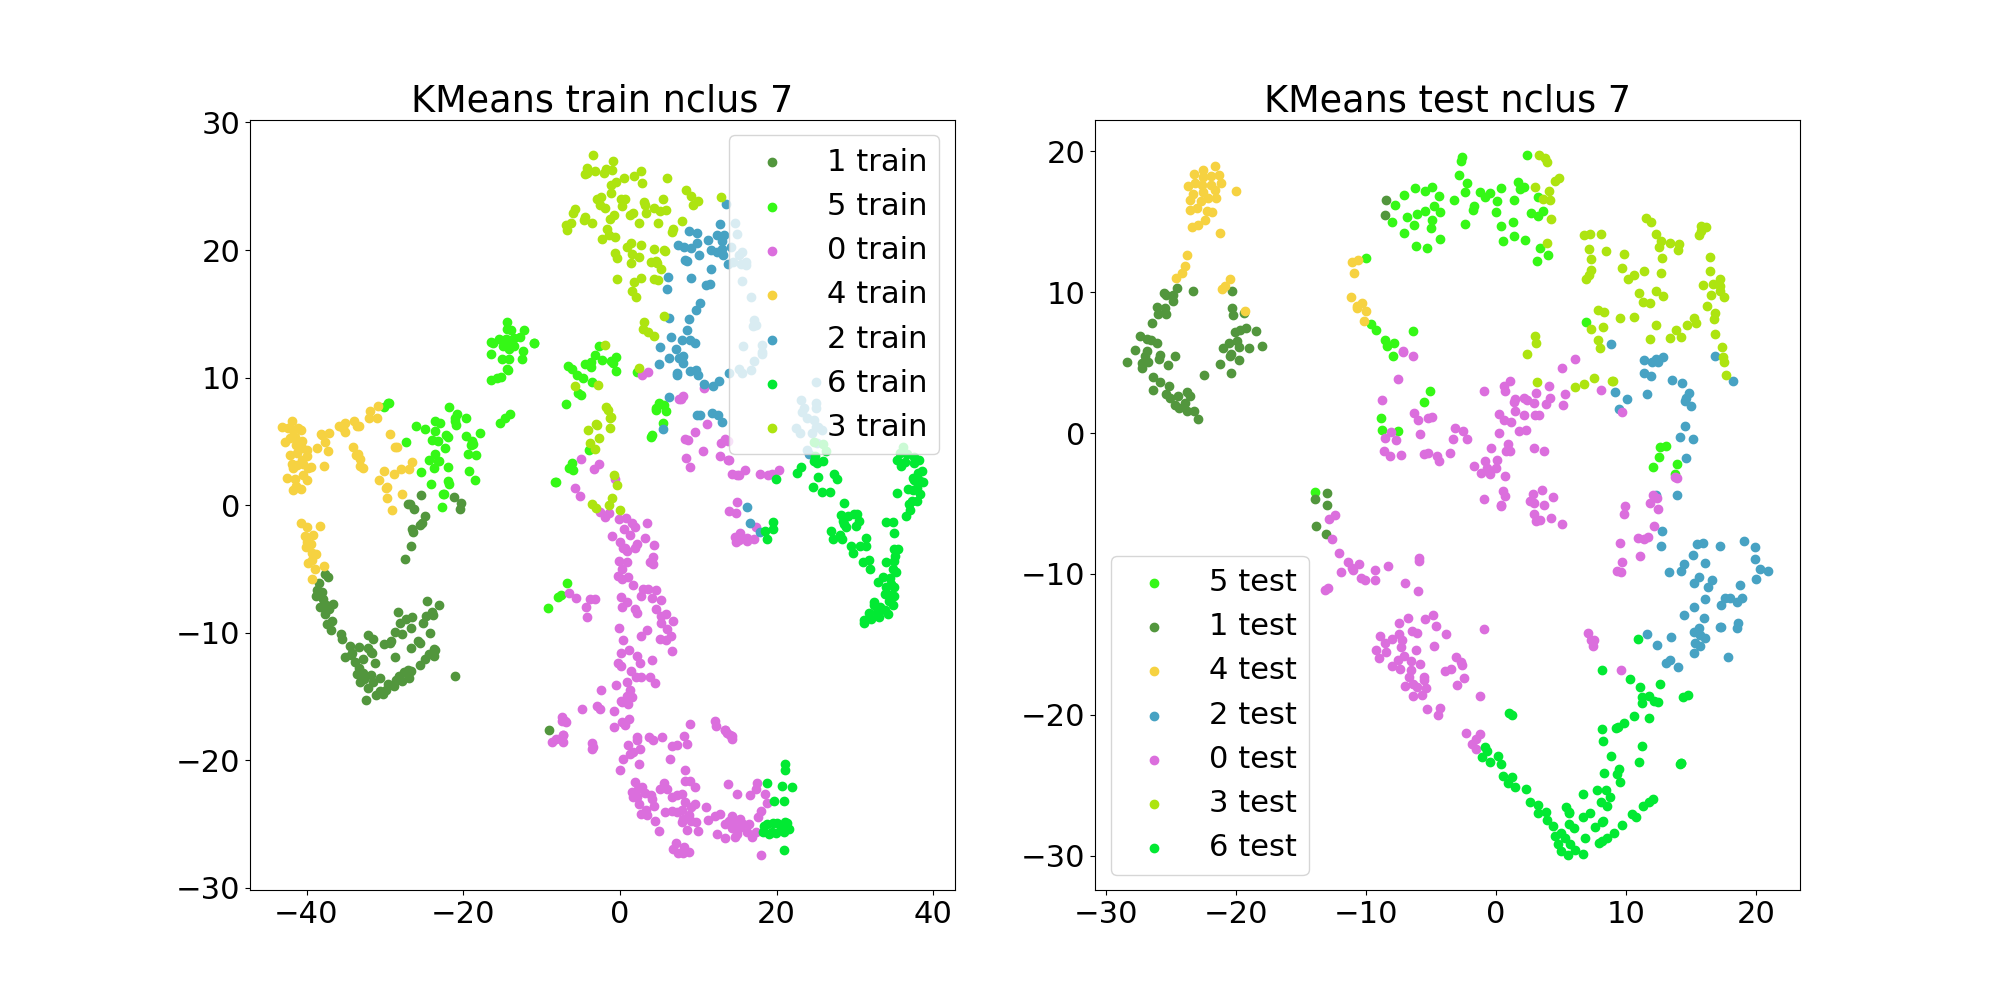 KMeans train nclus 7
30
20
10
0
−10
−20
−30
−40
−20
0
20
40
1 train
5 train
0 train
4 train
2 train
6 train
3 train
KMeans test nclus 7
20
10
0
−10
−20
−30
−30
−20
−10
0
10
20
5 test
1 test
4 test
2 test
0 test
3 test
6 test